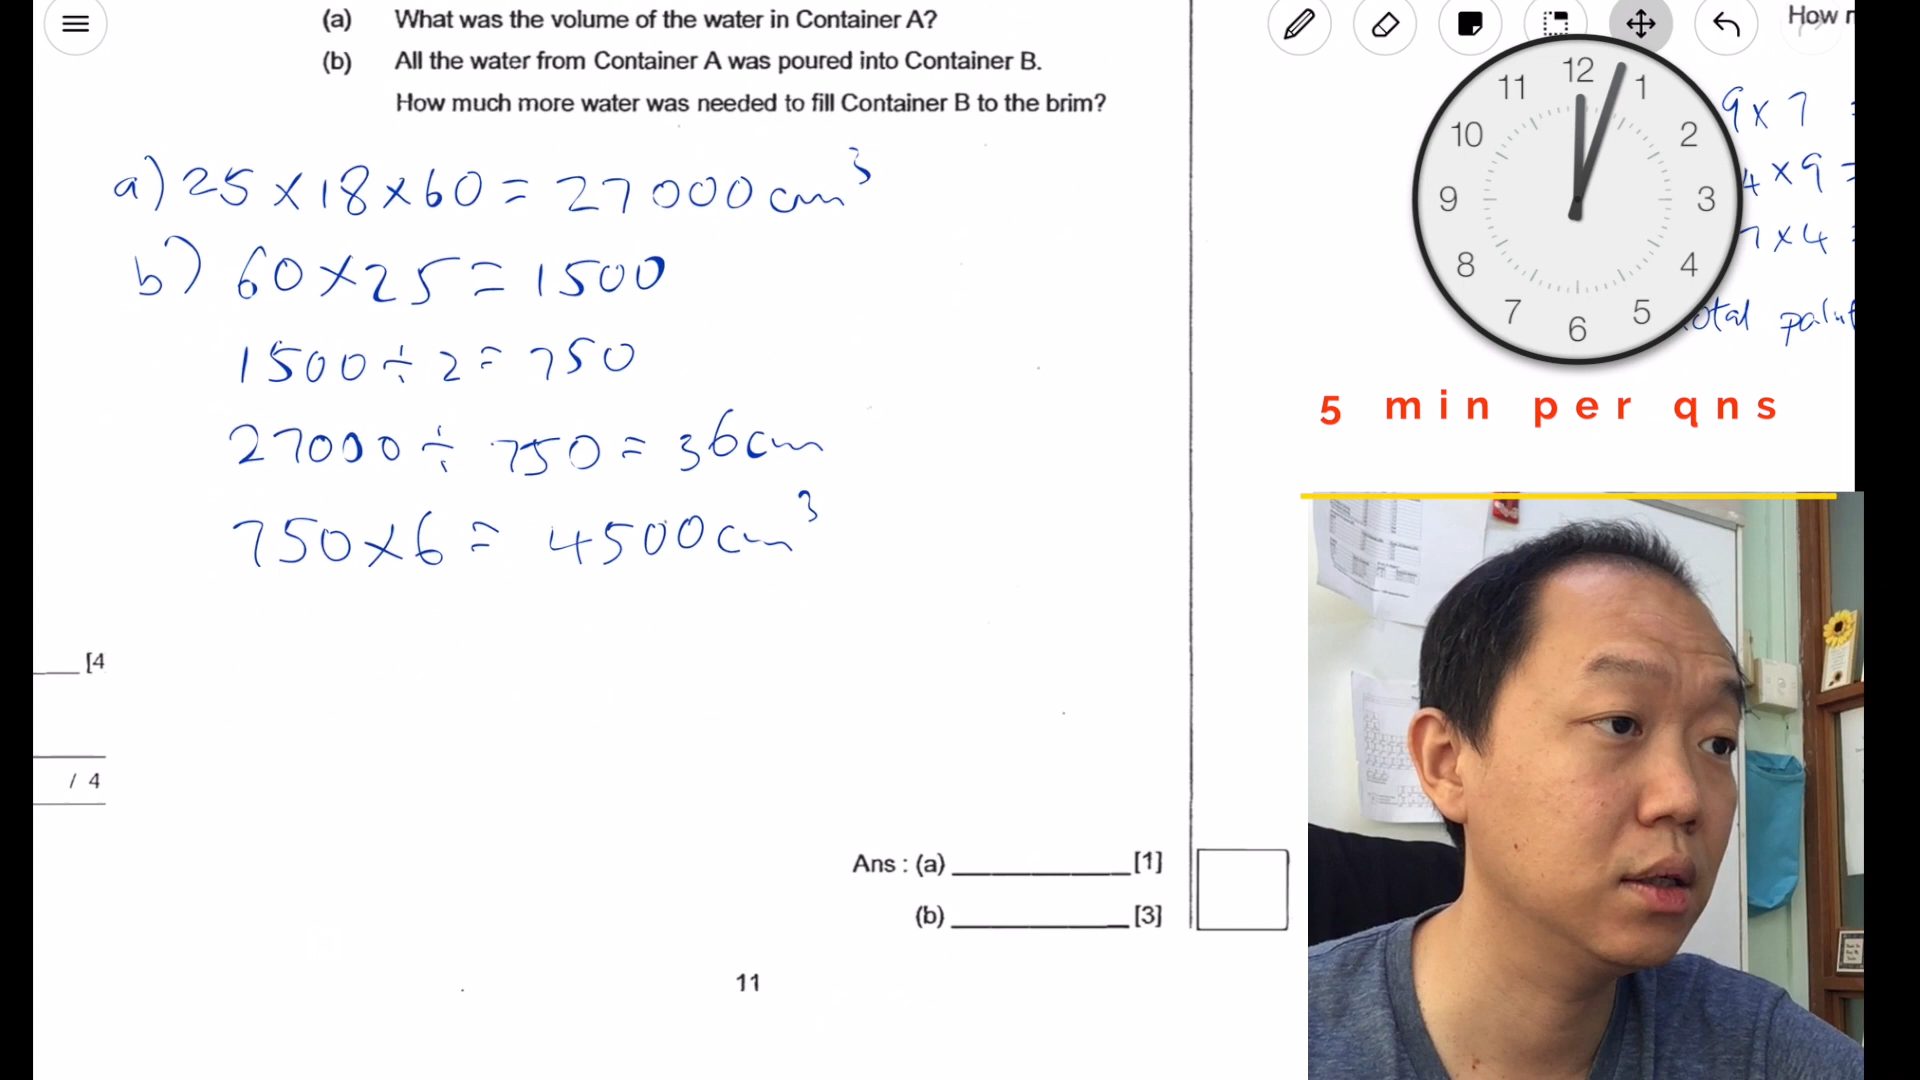 (a) What was the volume of the water in Container A?
(b) All the water from Container A was poured into Container B.
How much more water was needed to fill Container B to the brim?
a) 25 × 18 × 60 = 27000 cm³
b) 60 × 25 = 1500
1500 ÷ 2 = 750
27000 ÷ 750 = 36cm
750 × 6 = 4500 cm³
[4
/ 4
Ans : (a) ____________ [1]
(b) ____________ [3]
11
How
9 × 7 =
4 × 9 =
7 × 4 =
12 1 2 3 4 5 6 7 8 9 10 11
5 min per qns